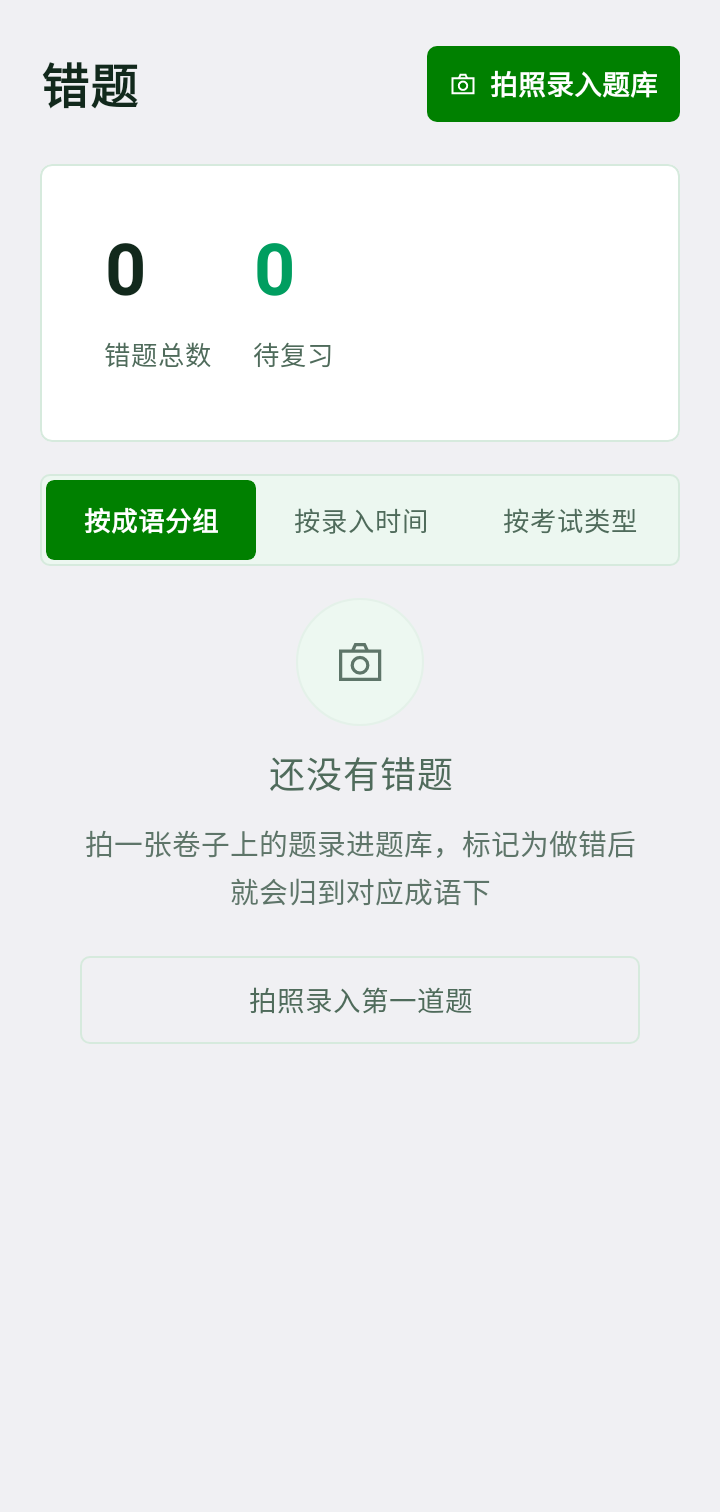 错题
拍照录入题库
0
0
错题总数
待复习
按成语分组
按录入时间
按考试类型
还没有错题
拍一张卷子上的题录进题库，标记为做错后
就会归到对应成语下
拍照录入第一道题